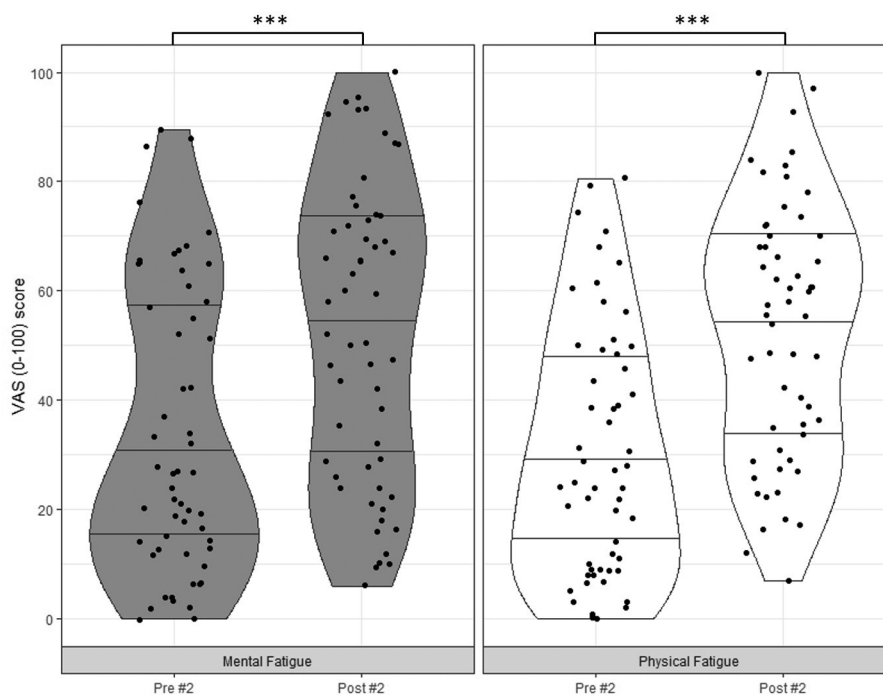 *** ***
100
80
60
40
20
0
VAS (0-100) score
Mental Fatigue Physical Fatigue
Pre #2 Post #2 Pre #2 Post #2